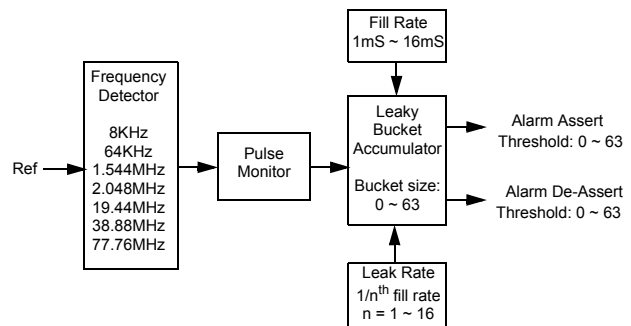 Fill Rate
1mS ~ 16mS
Frequency
Detector
8KHz
64KHz
1.544MHz
2.048MHz
19.44MHz
38.88MHz
77.76MHz
Ref
Pulse
Monitor
Leaky
Bucket
Accumulator
Bucket size:
0 ~ 63
Alarm Assert
Threshold: 0 ~ 63
Alarm De-Assert
Threshold: 0 ~ 63
Leak Rate
1/nth fill rate
n = 1 ~ 16